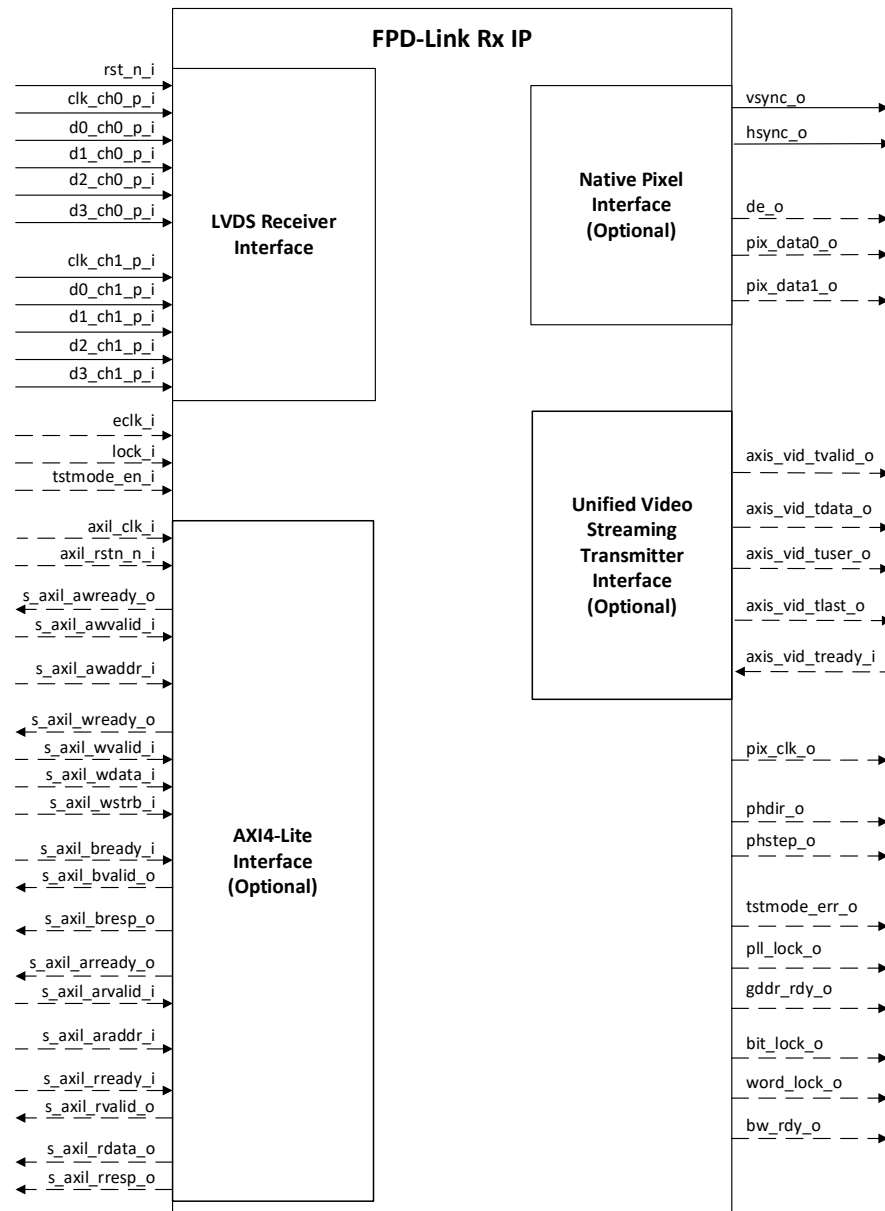 FPD-Link Rx IP
rst_n_i
clk_ch0_p_i
d0_ch0_p_i
d1_ch0_p_i
d2_ch0_p_i
d3_ch0_p_i
clk_ch1_p_i
d0_ch1_p_i
d1_ch1_p_i
d2_ch1_p_i
d3_ch1_p_i
LVDS Receiver
Interface
eclk_i
lock_i
tstmode_en_i
axil_clk_i
axil_rstn_n_i
s_axil_awready_o
s_axil_awvalid_i
s_axil_awaddr_i
s_axil_wready_o
s_axil_wvalid_i
s_axil_wdata_i
s_axil_wstrb_i
s_axil_bready_i
s_axil_bvalid_o
s_axil_bresp_o
s_axil_arready_o
s_axil_arvalid_i
s_axil_araddr_i
s_axil_rready_i
s_axil_rvalid_o
s_axil_rdata_o
s_axil_rresp_o
AXI4-Lite
Interface
(Optional)
Native Pixel
Interface
(Optional)
vsync_o
hsync_o
de_o
pix_data0_o
pix_data1_o
Unified Video
Streaming
Transmitter
Interface
(Optional)
axis_vid_tvalid_o
axis_vid_tdata_o
axis_vid_tuser_o
axis_vid_tlast_o
axis_vid_tready_i
pix_clk_o
phdir_o
phstep_o
tstmode_err_o
pll_lock_o
gddr_rdy_o
bit_lock_o
word_lock_o
bw_rdy_o